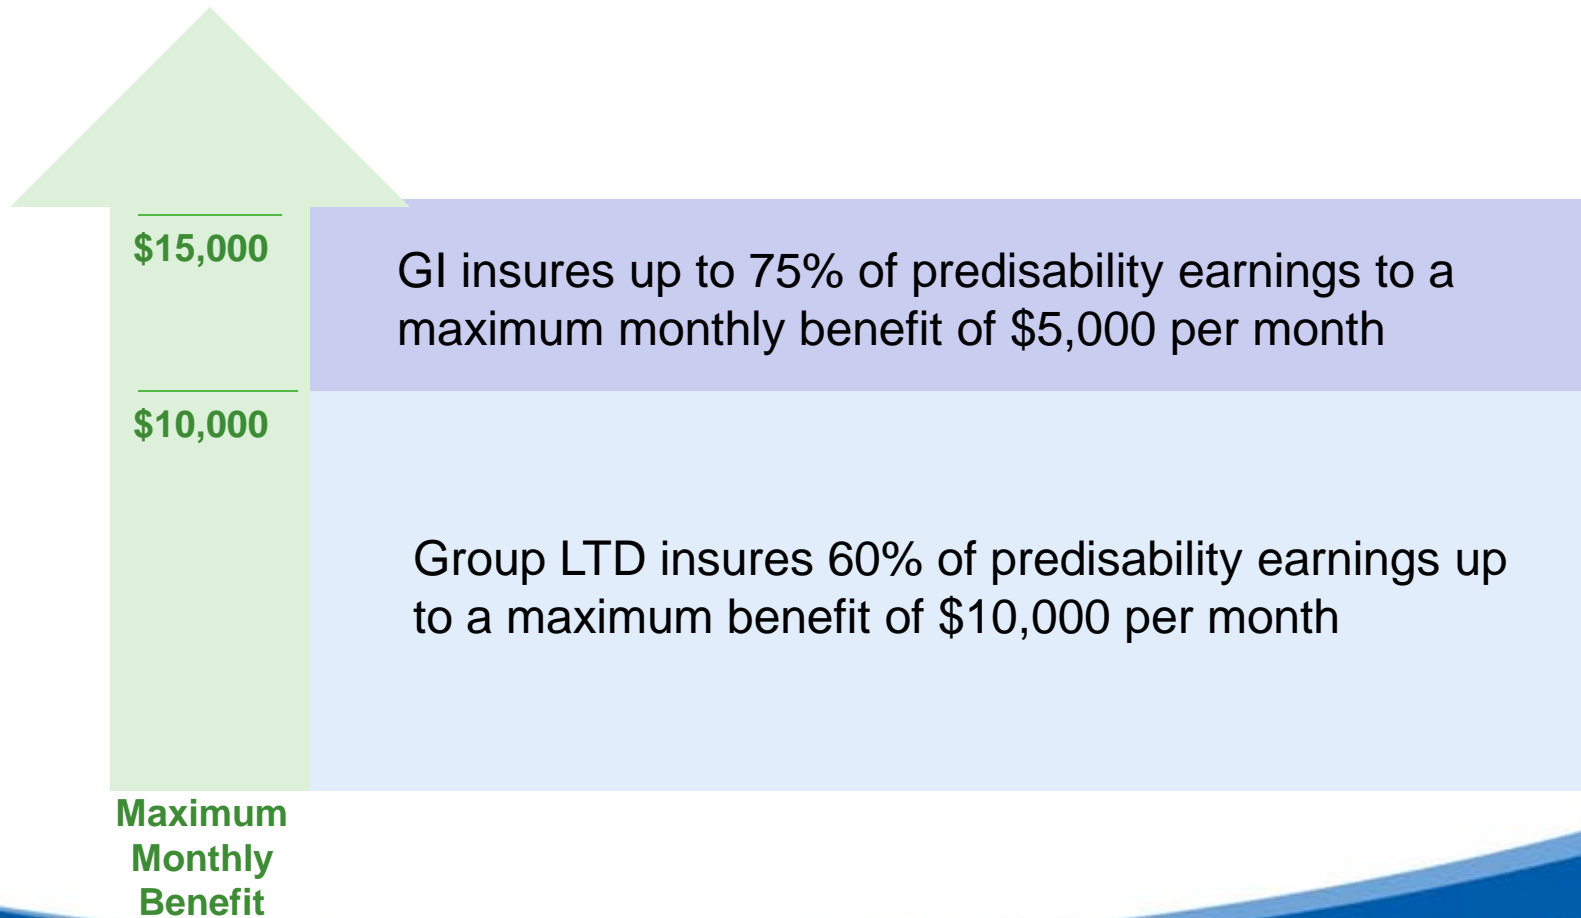 $15,000
GI insures up to 75% of predisability earnings to a
maximum monthly benefit of $5,000 per month
$10,000
Group LTD insures 60% of predisability earnings up
to a maximum benefit of $10,000 per month
Maximum
Monthly
Benefit